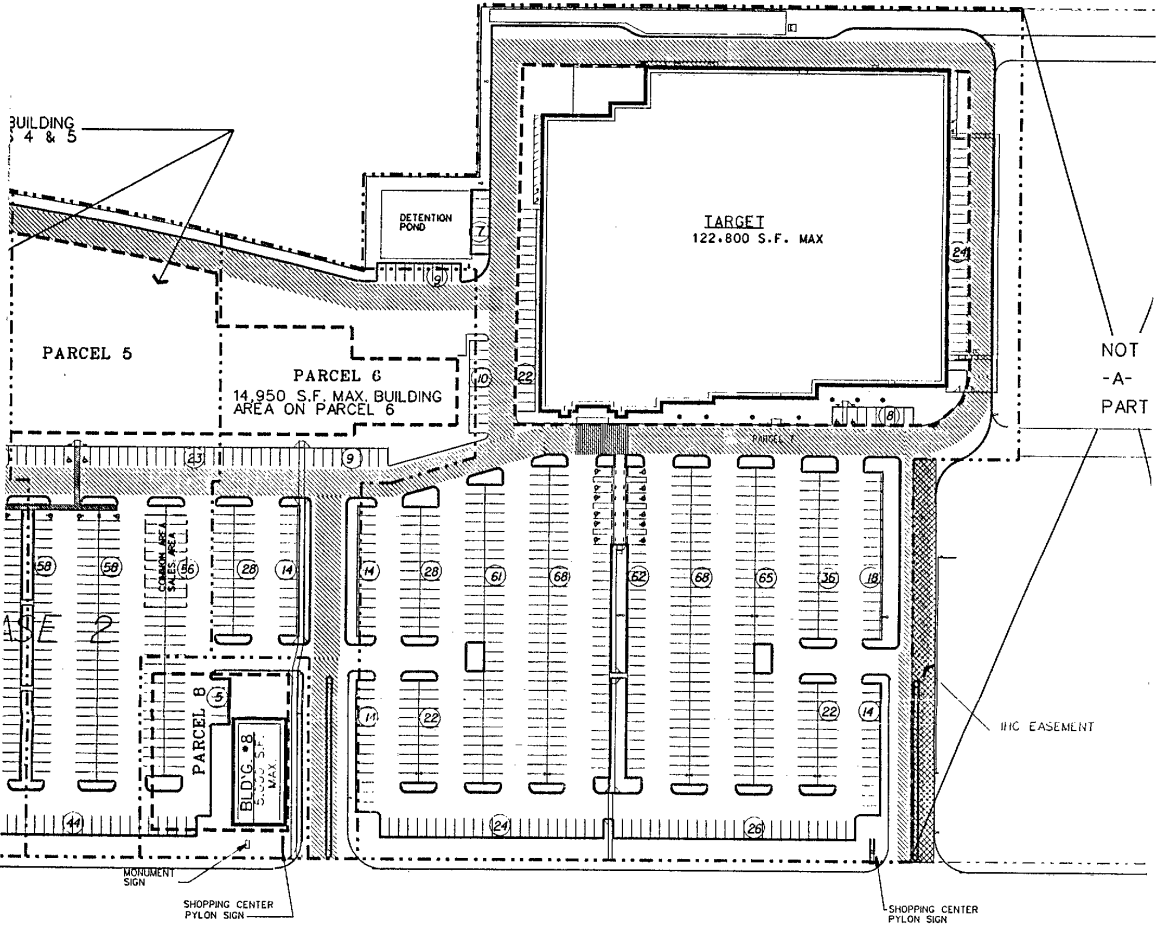 BUILDING
4 & 5
DETENTION
POND
7
9
TARGET
122,800 S.F. MAX
24
NOT
-A-
PART
PARCEL 5
PARCEL 6
14,950 S.F. MAX. BUILDING
AREA ON PARCEL 6
10
22
8
PARCEL 7
23
9
58
58
COMMON AREA
SALES AREA
56
28
14
14
28
61
68
62
68
65
36
18
2
PARCEL 8
5
BLD'G. #8
S.F.
MAX.
14
22
22
14
IHC EASEMENT
44
24
26
MONUMENT
SIGN
SHOPPING CENTER
PYLON SIGN
SHOPPING CENTER
PYLON SIGN